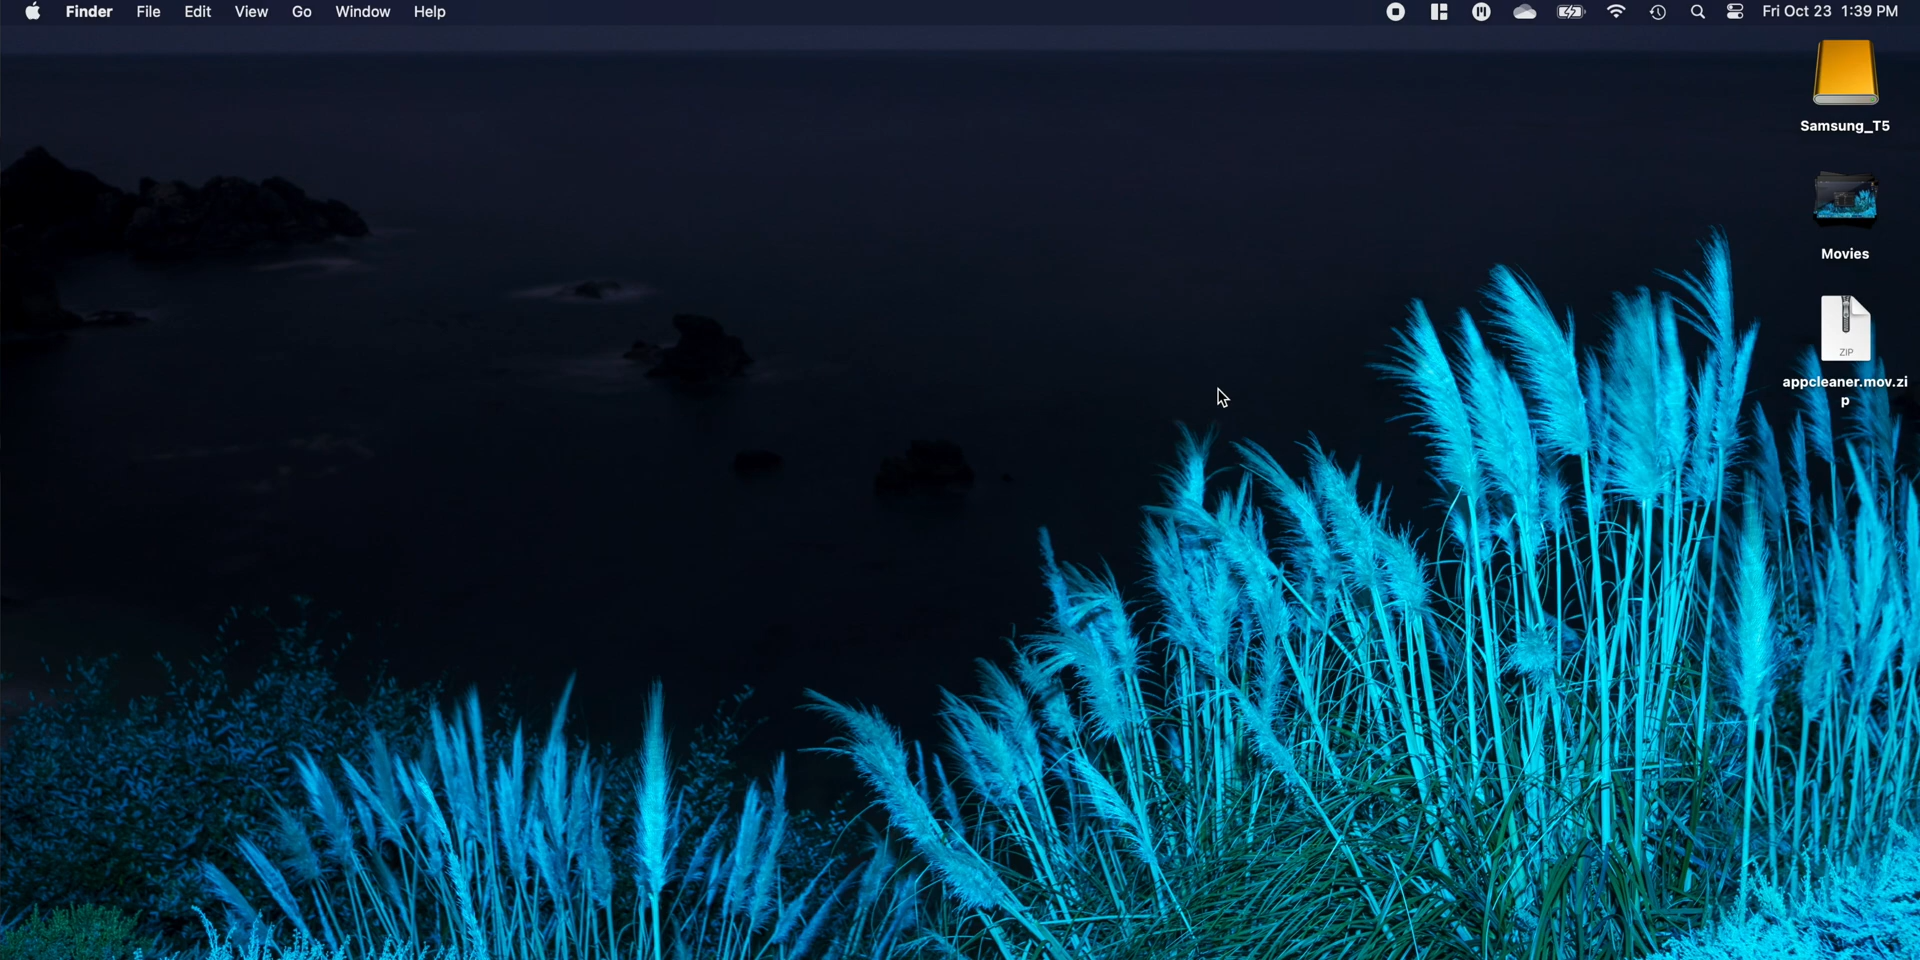 Finder File Edit View Go Window Help Fri Oct 23 1:39 PM
Samsung_T5
Movies
ZIP
appcleaner.mov.zi
p